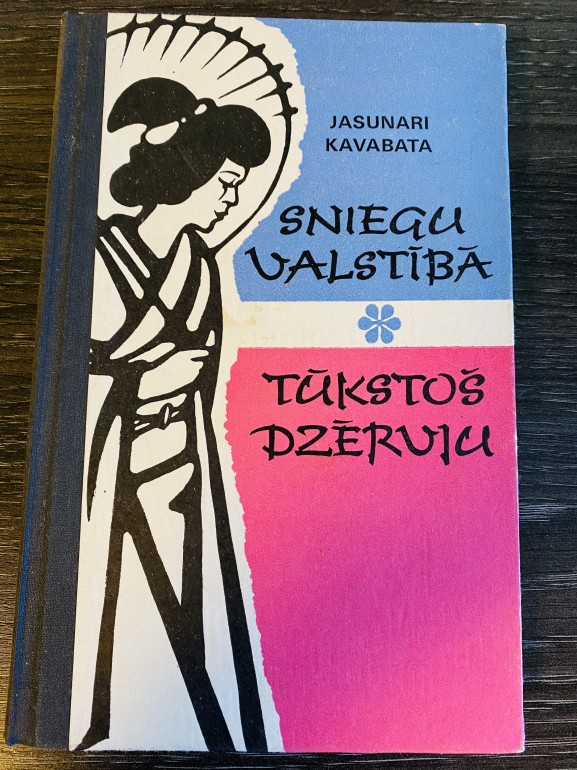 JASUNARI
KAVABATA
SNIEGU
VALSTĪBĀ
TŪKSTOŠ
DZĒRVJU